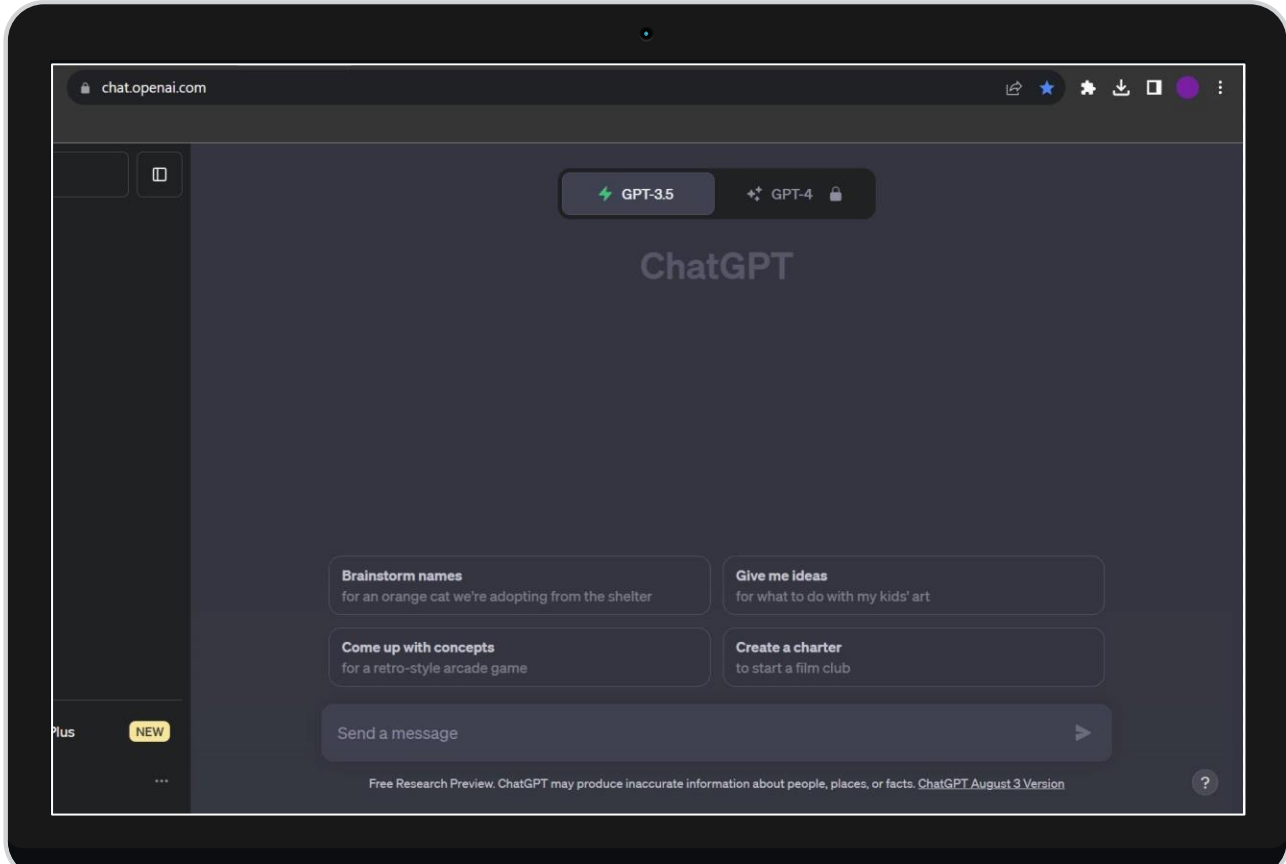 chat.openai.com
GPT-3.5
GPT-4
ChatGPT
Brainstorm names
for an orange cat we're adopting from the shelter
Give me ideas
for what to do with my kids' art
Come up with concepts
for a retro-style arcade game
Create a charter
to start a film club
Plus
NEW
Send a message
Free Research Preview. ChatGPT may produce inaccurate information about people, places, or facts. ChatGPT August 3 Version
?